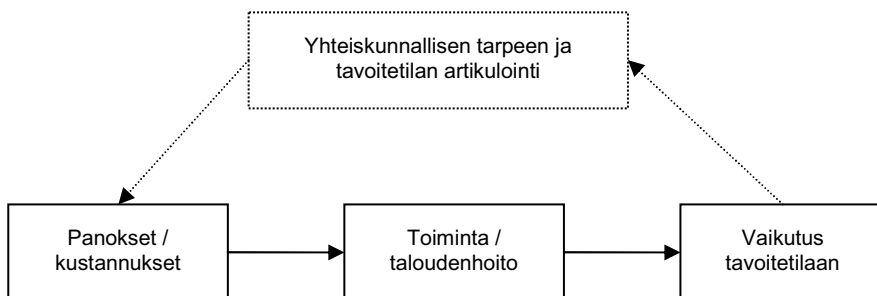 Yhteiskunnallisen tarpeen ja
tavoitetilan artikulointi
Panokset /
kustannukset
Toiminta /
taloudenhoito
Vaikutus
tavoitetilaan